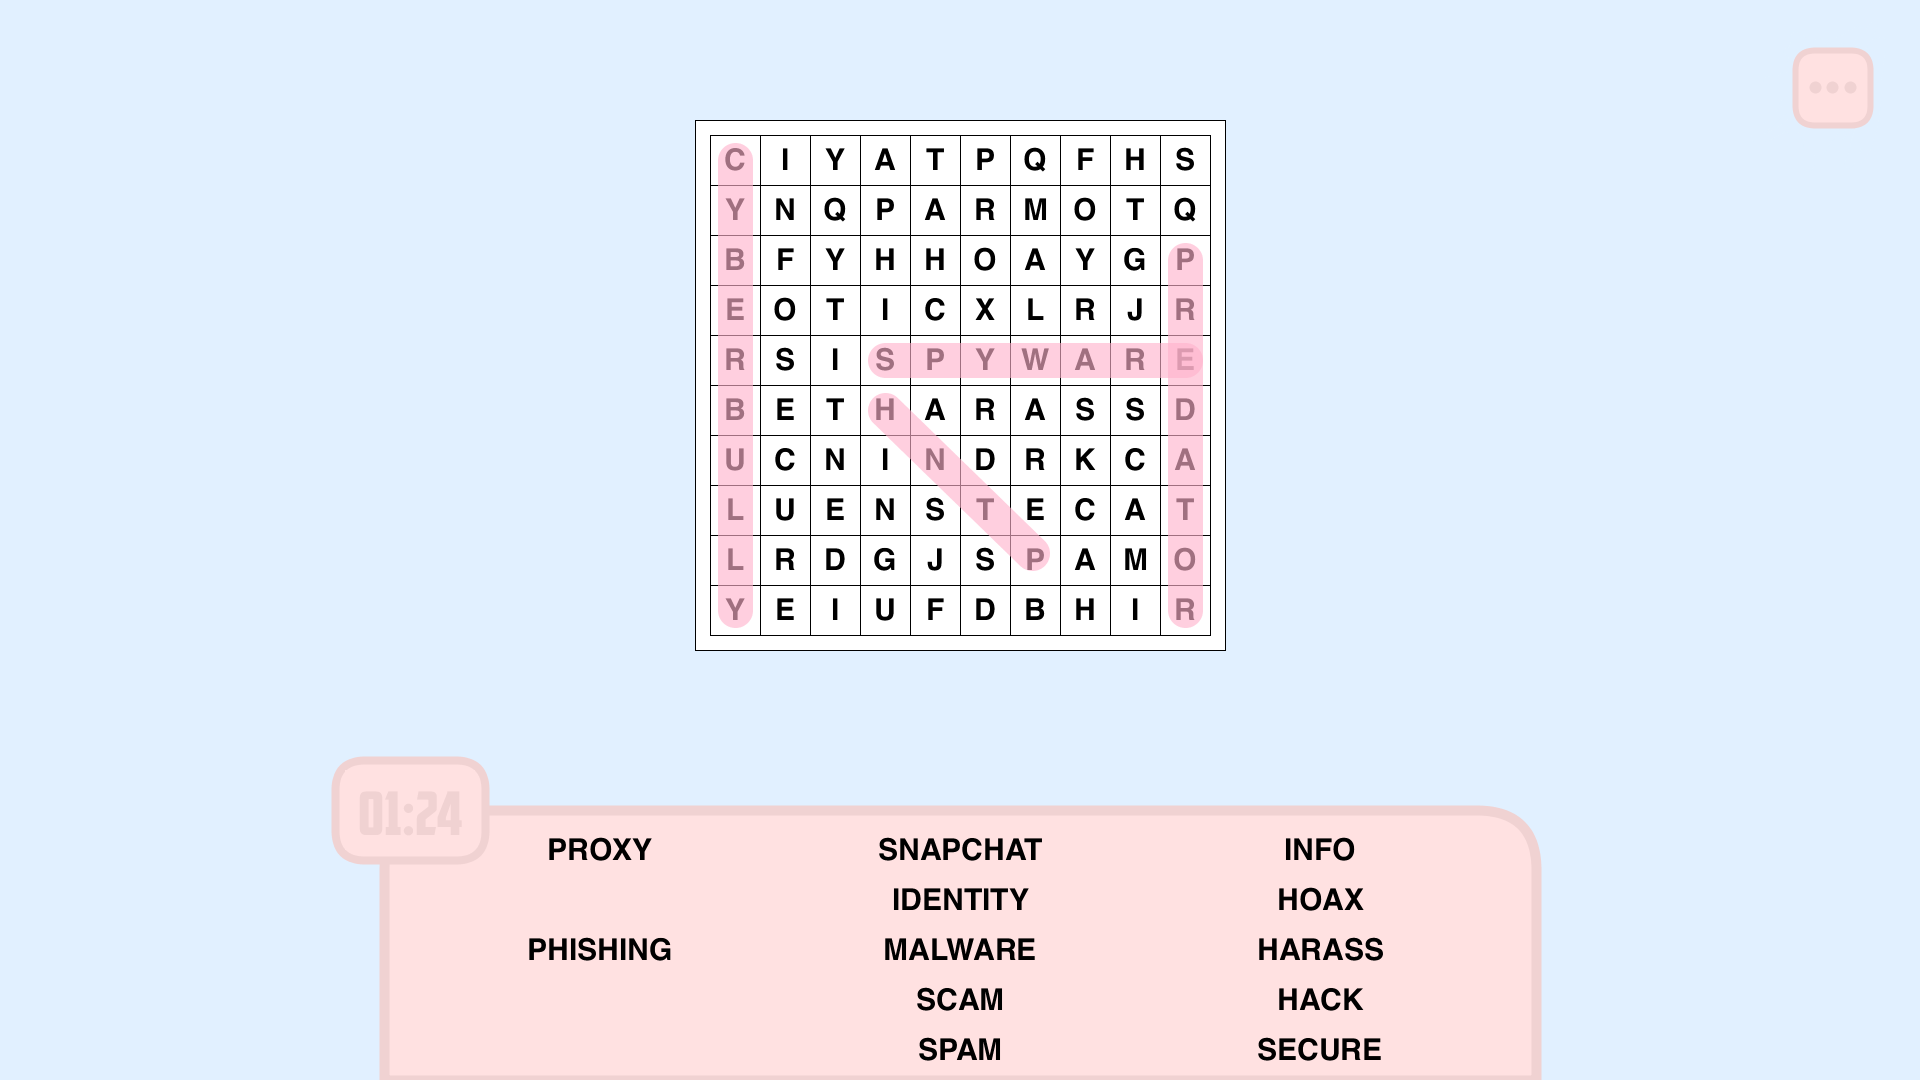 C I Y A T P Q F H S
Y N Q P A R M O T Q
B F Y H H O A Y G P
E O T I C X L R J R
R S I S P Y W A R E
B E T H A R A S S D
U C N I N D R K C A
L U E N S T E C A T
L R D G J S P A M O
Y E I U F D B H I R
01:24
PROXY SNAPCHAT INFO
IDENTITY HOAX
PHISHING MALWARE HARASS
SCAM HACK
SPAM SECURE